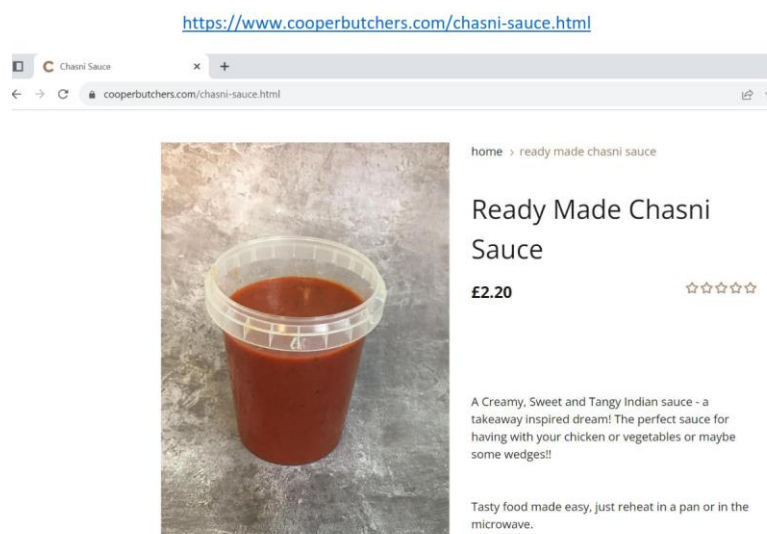 https://www.cooperbutchers.com/chasni-sauce.html
Chasni Sauce
cooperbutchers.com/chasni-sauce.html
home › ready made chasni sauce
Ready Made Chasni
Sauce
£2.20
A Creamy, Sweet and Tangy Indian sauce - a
takeaway inspired dream! The perfect sauce for
having with your chicken or vegetables or maybe
some wedges!!
Tasty food made easy, just reheat in a pan or in the
microwave.